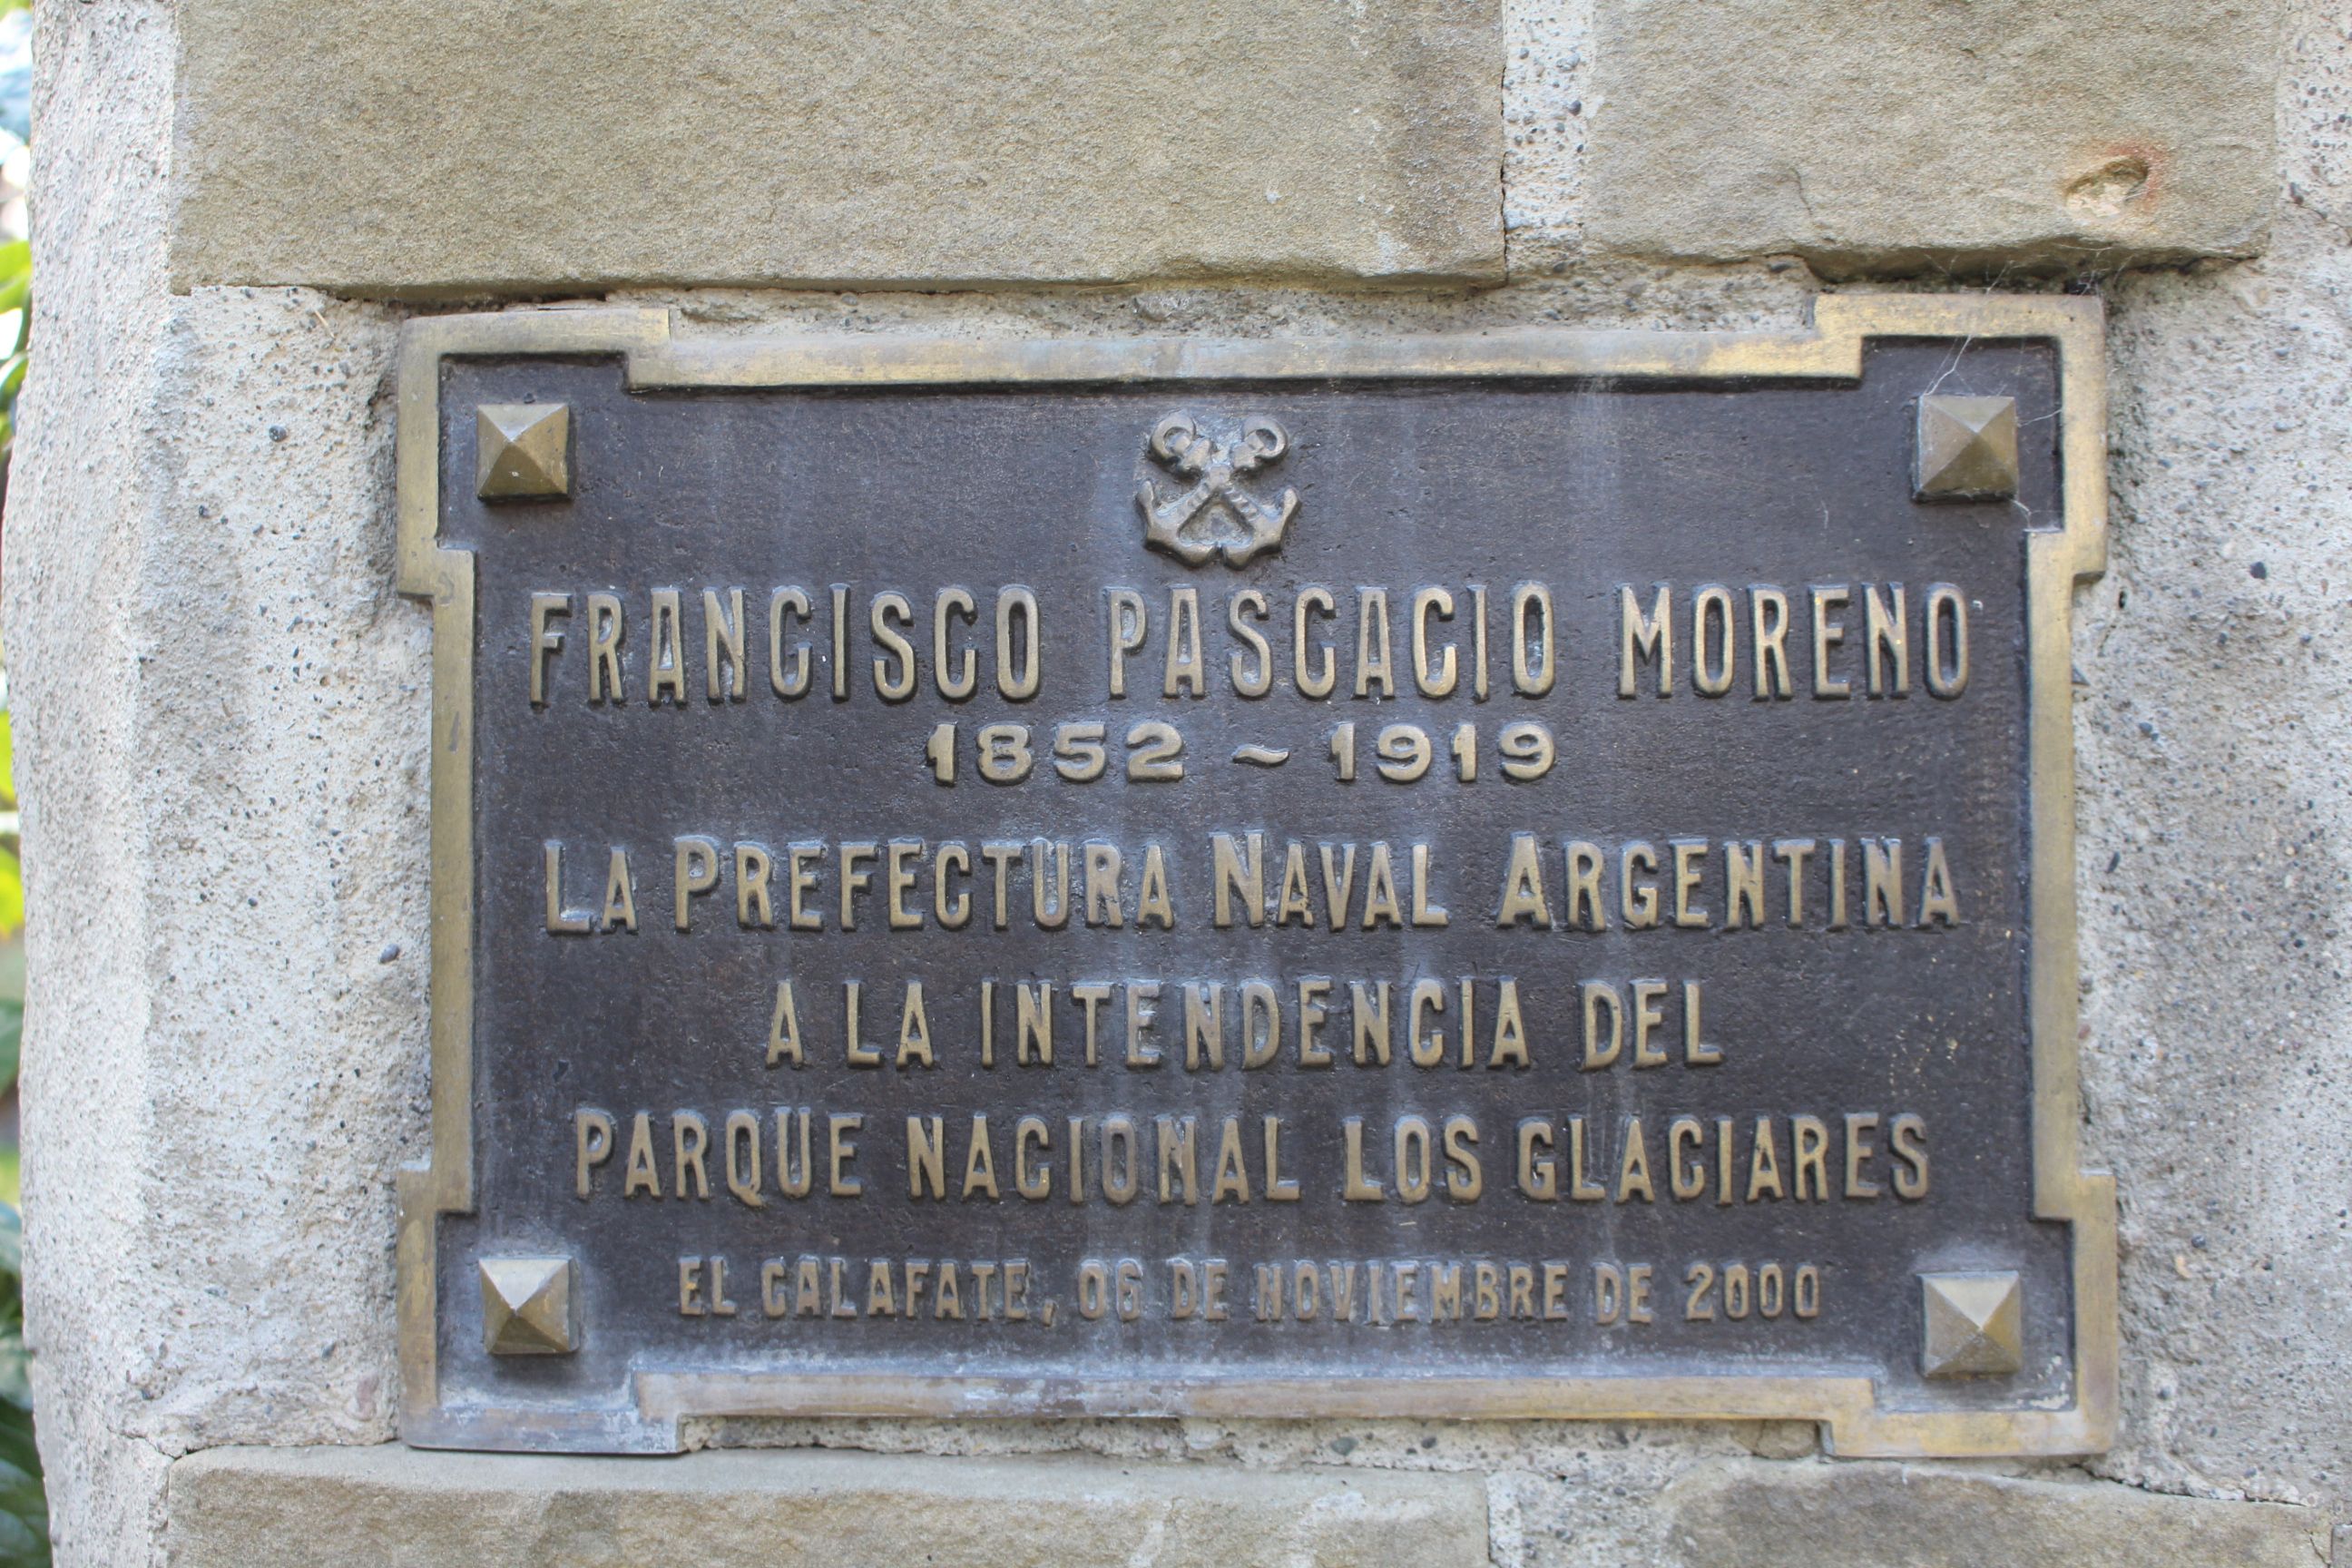 FRANCISCO PASCACIO MORENO
1852 ~ 1919
LA PREFECTURA NAVAL ARGENTINA
A LA INTENDENCIA DEL
PARQUE NACIONAL LOS GLACIARES
EL CALAFATE, 06 DE NOVIEMBRE DE 2000